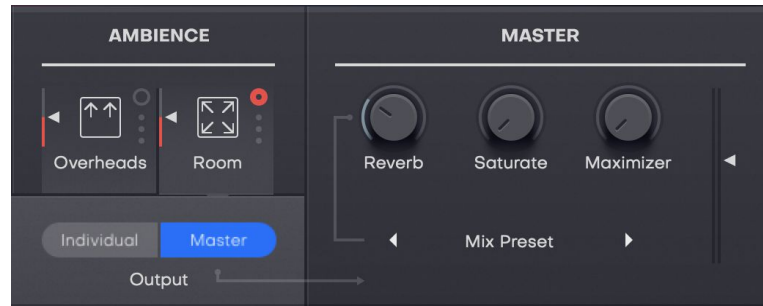 AMBIENCE
MASTER
Overheads
Room
Reverb
Saturate
Maximizer
Individual
Master
Mix Preset
Output